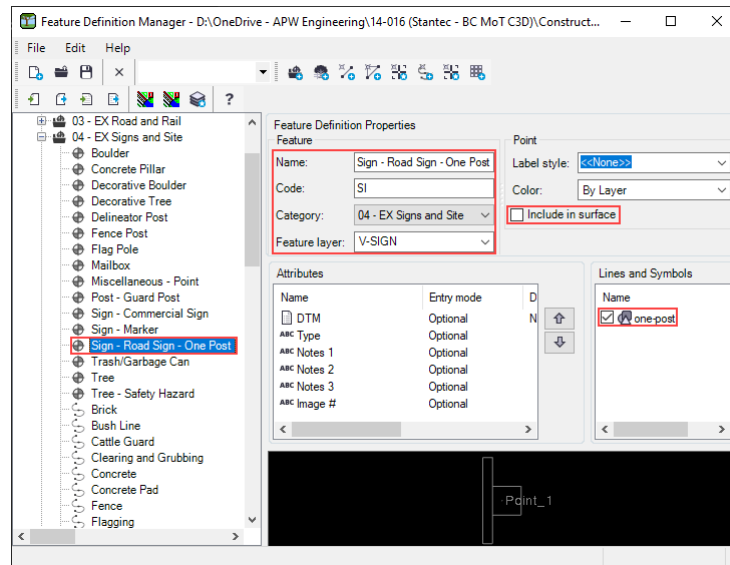 Feature Definition Manager - D:\OneDrive - APW Engineering\14-016 (Stantec - BC MoT C3D)\Construct...
File Edit Help
?
03 - EX Road and Rail
04 - EX Signs and Site
Boulder
Concrete Pillar
Decorative Boulder
Decorative Tree
Delineator Post
Fence Post
Flag Pole
Mailbox
Miscellaneous - Point
Post - Guard Post
Sign - Commercial Sign
Sign - Marker
Sign - Road Sign - One Post
Trash/Garbage Can
Tree
Tree - Safety Hazard
Brick
Bush Line
Cattle Guard
Clearing and Grubbing
Concrete
Concrete Pad
Fence
Flagging
Feature Definition Properties
Feature
Name: Sign - Road Sign - One Post
Code: SI
Category: 04 - EX Signs and Site
Feature layer: V-SIGN
Point
Label style: <<None>>
Color: By Layer
Include in surface
Attributes
Name Entry mode D
DTM Optional N
ABC Type Optional
ABC Notes 1 Optional
ABC Notes 2 Optional
ABC Notes 3 Optional
ABC Image # Optional
Lines and Symbols
Name
one-post
Point_1